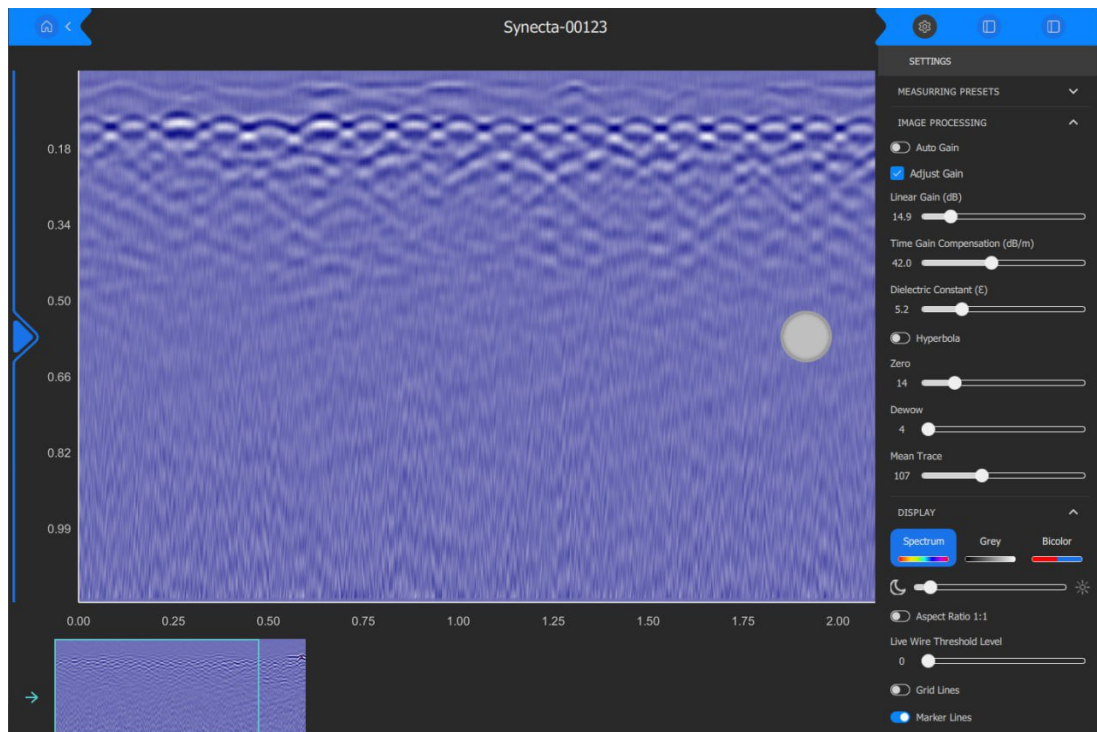 Synecta-00123
SETTINGS
MEASURRING PRESETS
IMAGE PROCESSING
Auto Gain
Adjust Gain
Linear Gain (dB)
14.9
Time Gain Compensation (dB/m)
42.0
Dielectric Constant (Ɛ)
5.2
Hyperbola
Zero
14
Dewow
4
Mean Trace
107
DISPLAY
Spectrum Grey Bicolor
Aspect Ratio 1:1
Live Wire Threshold Level
0
Grid Lines
Marker Lines
0.18
0.34
0.50
0.66
0.82
0.99
0.00 0.25 0.50 0.75 1.00 1.25 1.50 1.75 2.00